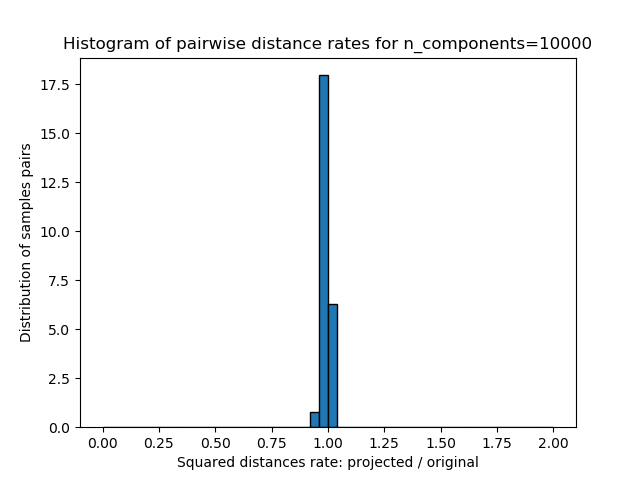 Histogram of pairwise distance rates for n_components=10000
17.5
15.0
12.5
10.0
7.5
5.0
2.5
0.0
Distribution of samples pairs
0.00 0.25 0.50 0.75 1.00 1.25 1.50 1.75 2.00
Squared distances rate: projected / original